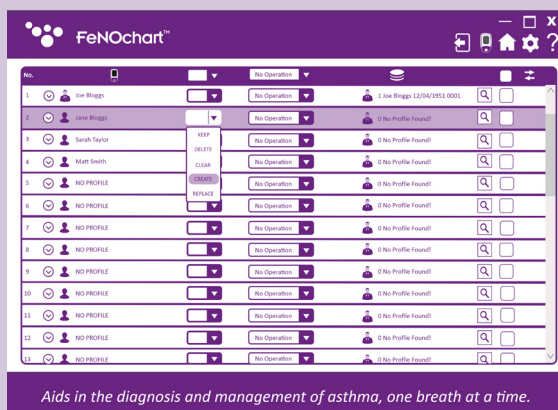 FeNOchart™
No. No Operation
1 Joe Bloggs No Operation 1 Joe Bloggs 12/04/1951 0001
2 Jane Bloggs No Operation 0 No Profile Found!
KEEP
3 Sarah Taylor No Operation 0 No Profile Found!
DELETE
4 Matt Smith CLEAR No Operation 0 No Profile Found!
5 NO PROFILE CREATE No Operation 0 No Profile Found!
REPLACE
6 NO PROFILE No Operation 0 No Profile Found!
7 NO PROFILE No Operation 0 No Profile Found!
8 NO PROFILE No Operation 0 No Profile Found!
9 NO PROFILE No Operation 0 No Profile Found!
10 NO PROFILE No Operation 0 No Profile Found!
11 NO PROFILE No Operation 0 No Profile Found!
12 NO PROFILE No Operation 0 No Profile Found!
13 NO PROFILE No Operation 0 No Profile Found!
Aids in the diagnosis and management of asthma, one breath at a time.